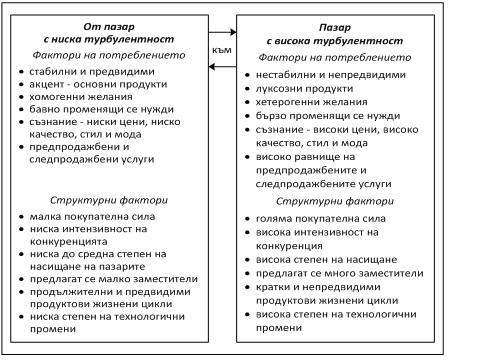 От пазар
с ниска турбулентност
Фактори на потреблението
• стабилни и предвидими
• акцент - основни продукти
• хомогенни желания
• бавно променящи се нужди
• съзнание - ниски цени, ниско
качество, стил и мода
• предпродажбени и
следпродажбени услуги
Структурни фактори
• малка покупателна сила
• ниска интензивност на
конкуренцията
• ниска до средна степен на
насищане на пазарите
• предлагат се малко заместители
• продължителни и предвидими
продуктови жизнени цикли
• ниска степен на технологични
промени
към
Пазар
с висока турбулентност
Фактори на потреблението
• нестабилни и непредвидими
• луксозни продукти
• хетерогенни желания
• бързо променящи се нужди
• съзнание - високи цени, високо
качество, стил и мода
• високо равнище на
предпродажбените и
следпродажбените услуги
Структурни фактори
• голяма покупателна сила
• висока интензивност на
конкуренция
• висока степен на насищане
• предлагат се много заместители
• кратки и непредвидими
продуктови жизнени цикли
• висока степен на технологични
промени